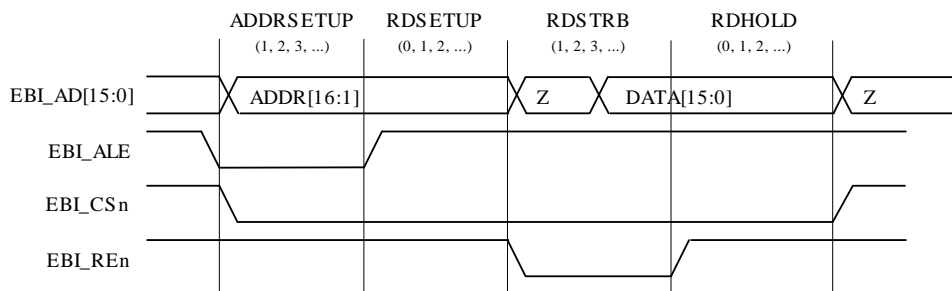 ADDRSETUP RDSETUP RDSTRB RDHOLD
(1, 2, 3, ...) (0, 1, 2, ...) (1, 2, 3, ...) (0, 1, 2, ...)
EBI_AD[15:0] ADDR[16:1] Z DATA[15:0] Z
EBI_ALE
EBI_CSn
EBI_REn